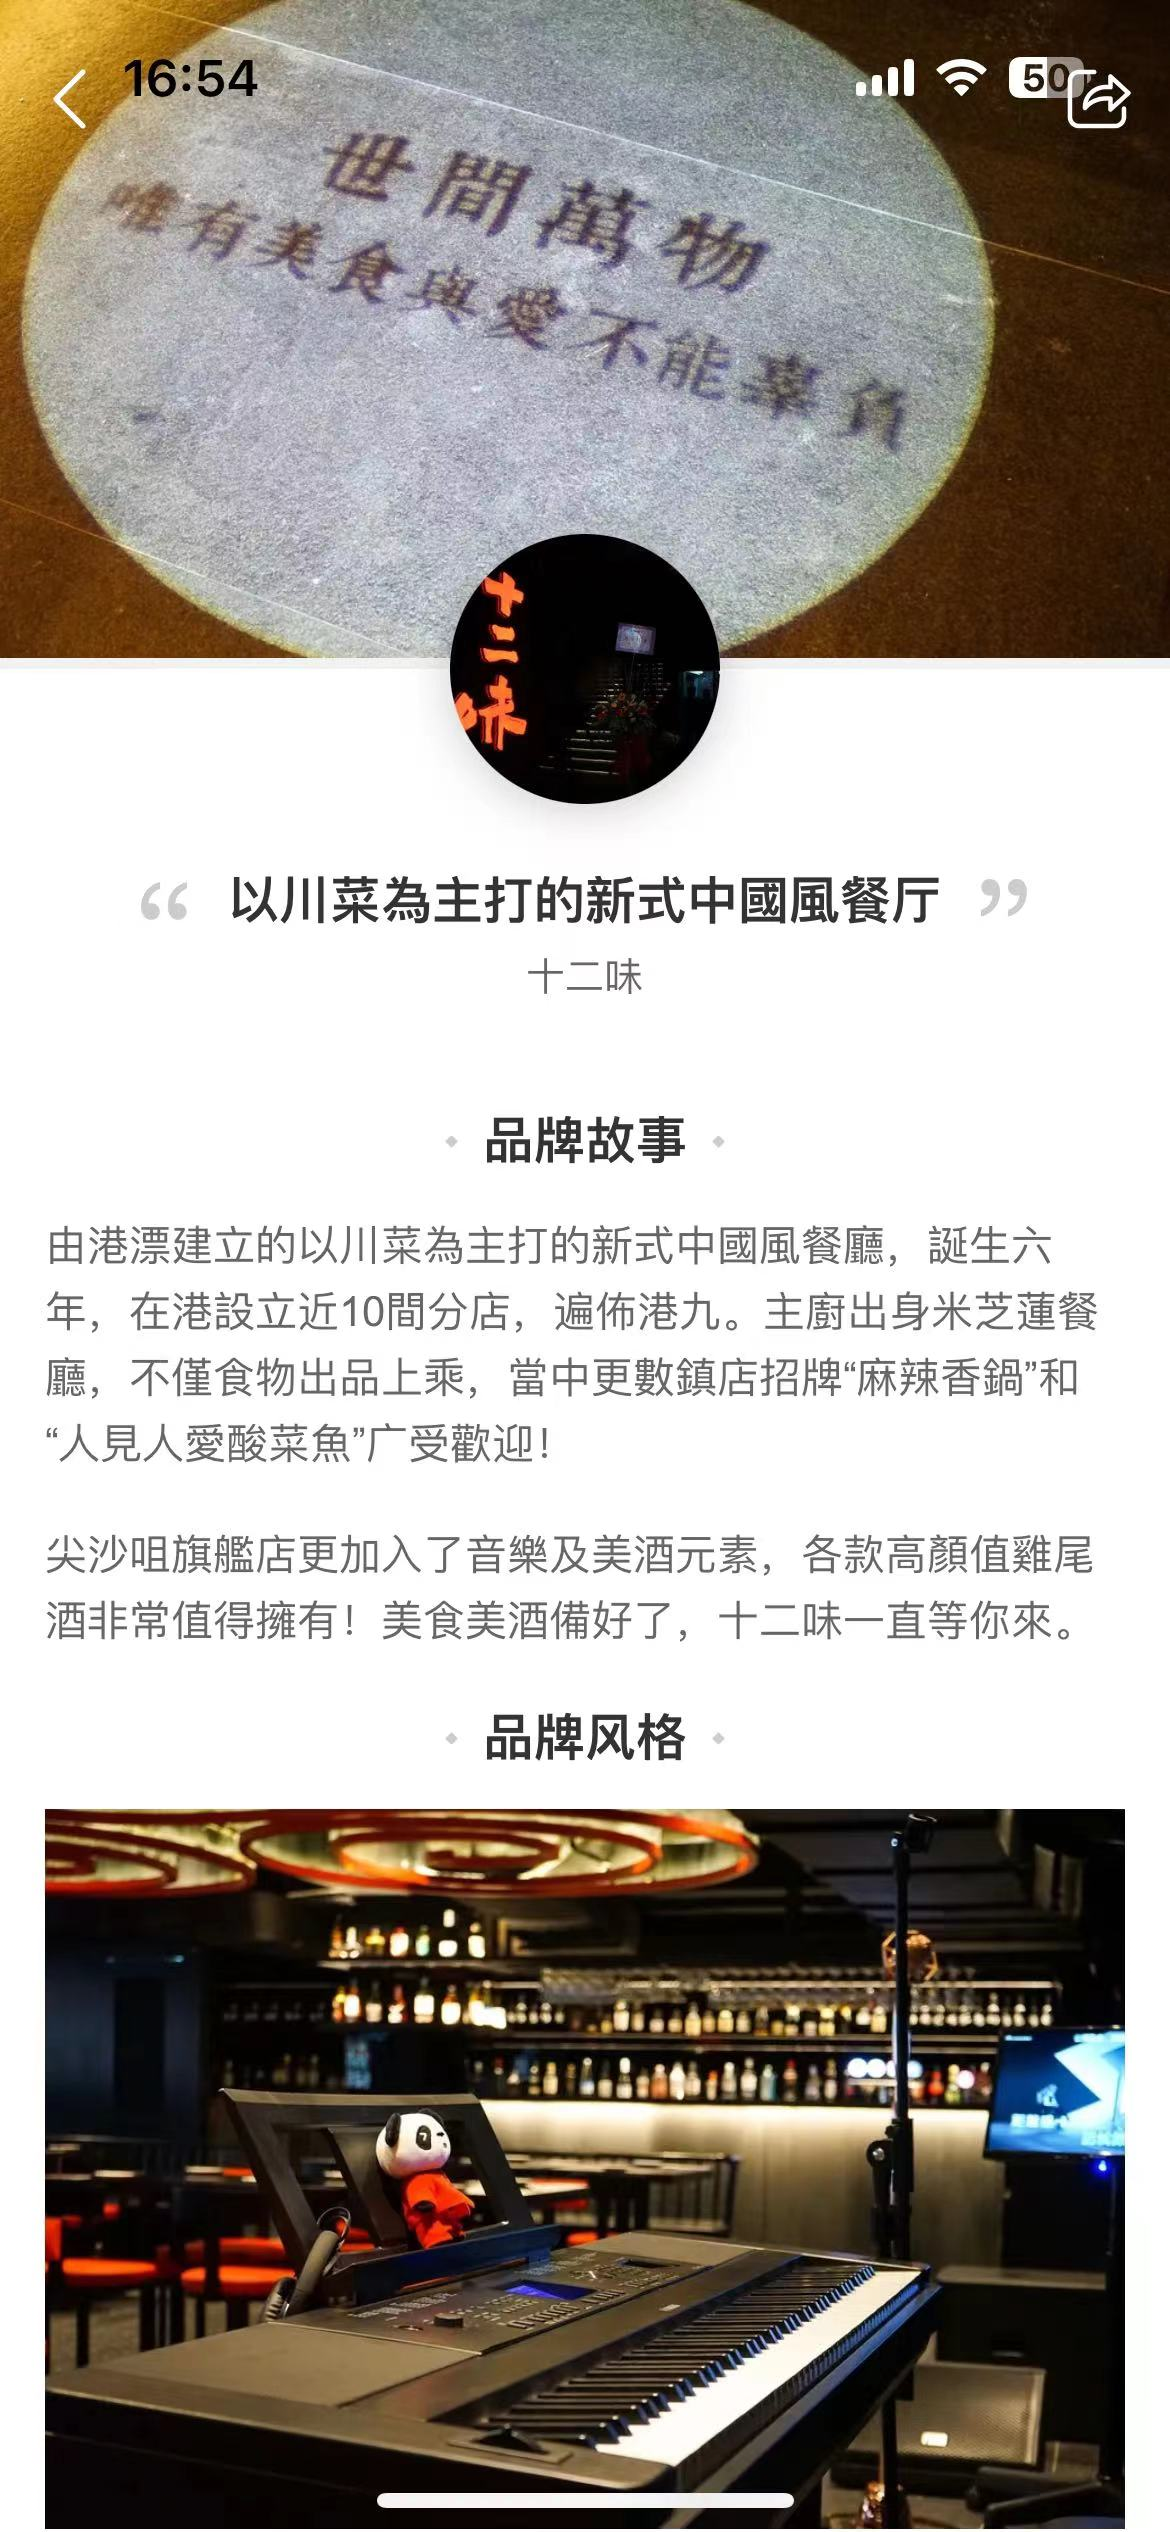 16:54
50
世間萬物
唯有美食與愛不能辜負
十二味
“ 以川菜為主打的新式中國風餐厅 ”
十二味
品牌故事
由港漂建立的以川菜為主打的新式中國風餐廳，誕生六
年，在港設立近10間分店，遍佈港九。主廚出身米芝蓮餐
廳，不僅食物出品上乘，當中更數鎮店招牌“麻辣香鍋”和
“人見人愛酸菜魚”广受歡迎！
尖沙咀旗艦店更加入了音樂及美酒元素，各款高顏值雞尾
酒非常值得擁有！美食美酒備好了，十二味一直等你來。
品牌风格